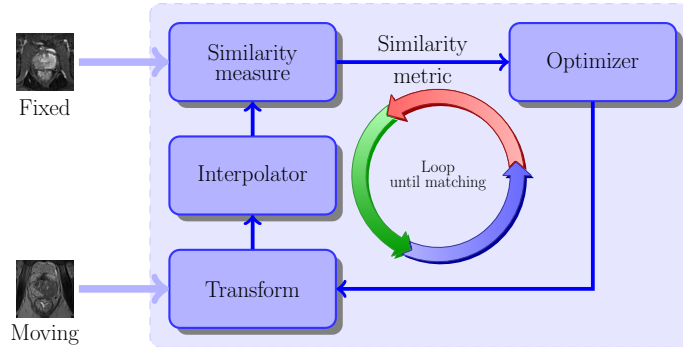 Fixed
Similarity
measure
Similarity
metric
Optimizer
Interpolator
Loop
until matching
Transform
Moving